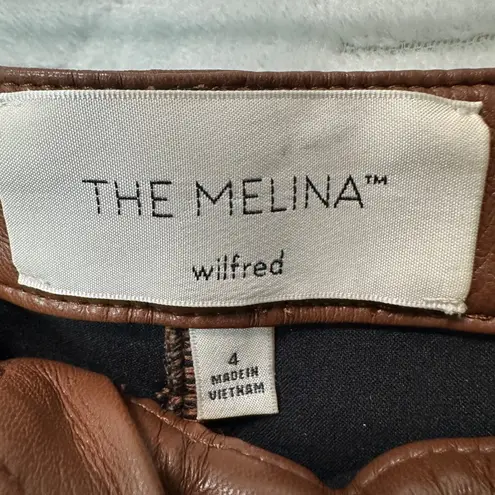 THE MELINA™
wilfred
4
MADE IN
VIETNAM